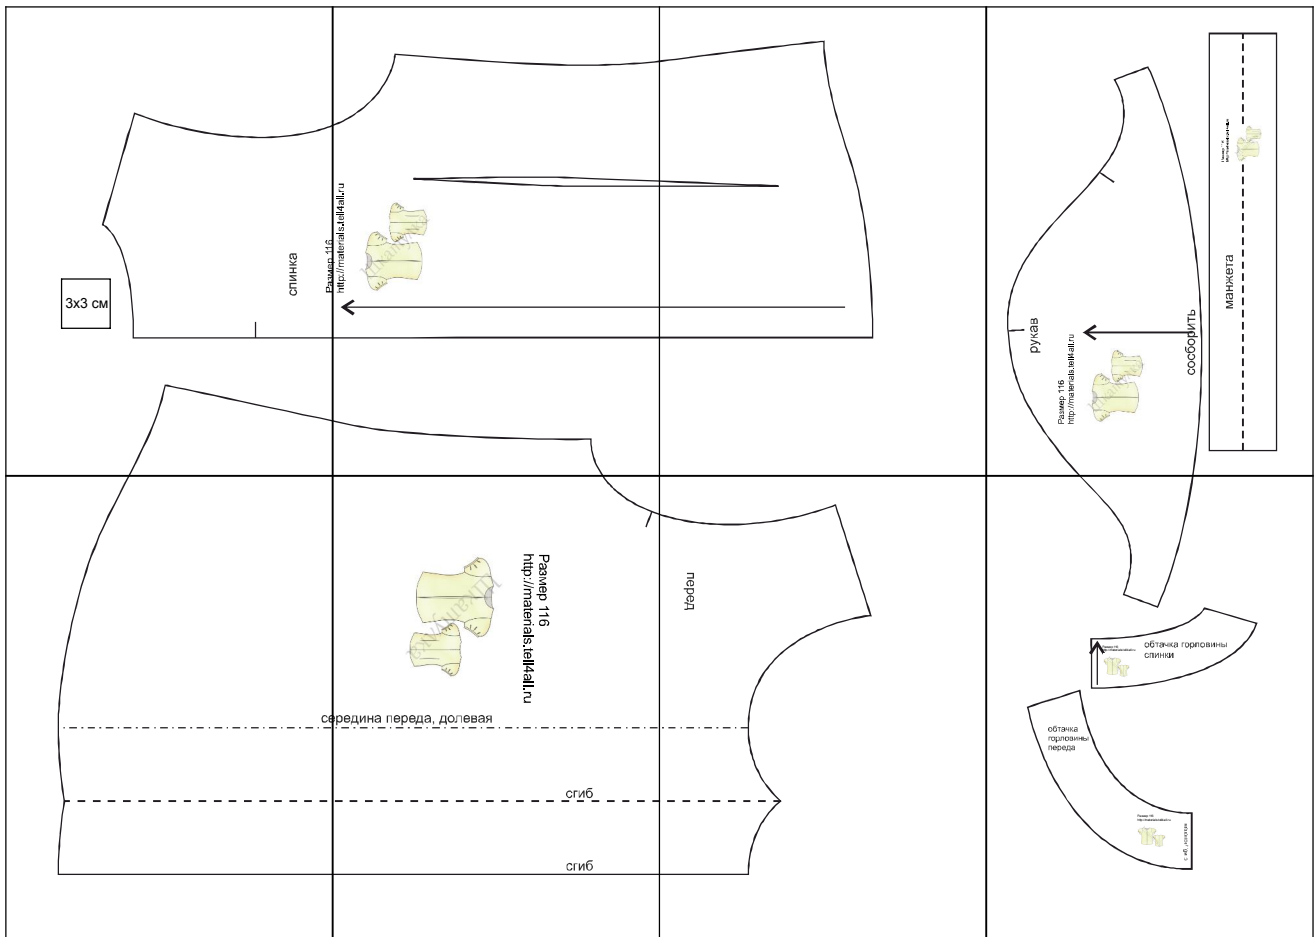 3x3 см
спинка
Размер 116
http://materials.tell4all.ru
рукав
Размер 116
http://materials.tell4all.ru
сосборить
манжета
Размер 116
http://materials.tell4all.ru
перед
середина переда, долевая
сгиб
сгиб
обтачка горловины
спинки
обтачка
горловины
переда